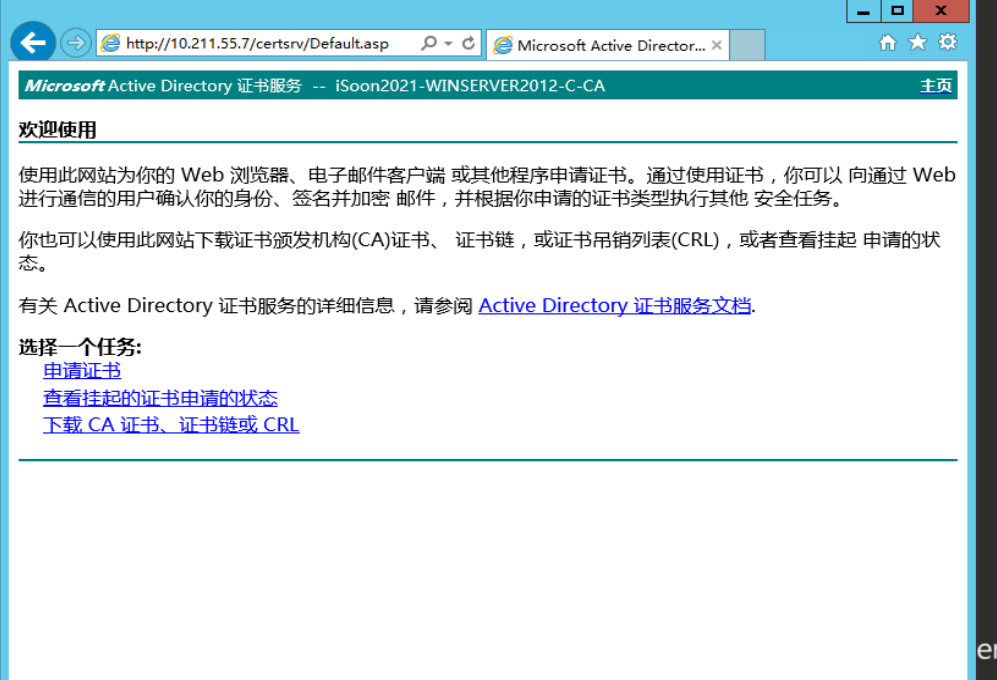 http://10.211.55.7/certsrv/Default.asp
Microsoft Active Director...
Microsoft Active Directory 证书服务 -- iSoon2021-WINSERVER2012-C-CA
主页
欢迎使用
使用此网站为你的 Web 浏览器、电子邮件客户端 或其他程序申请证书。通过使用证书，你可以 向通过 Web
进行通信的用户确认你的身份、签名并加密 邮件，并根据你申请的证书类型执行其他 安全任务。
你也可以使用此网站下载证书颁发机构(CA)证书、 证书链，或证书吊销列表(CRL)，或者查看挂起 申请的状
态。
有关 Active Directory 证书服务的详细信息，请参阅 Active Directory 证书服务文档.
选择一个任务:
申请证书
查看挂起的证书申请的状态
下载 CA 证书、证书链或 CRL